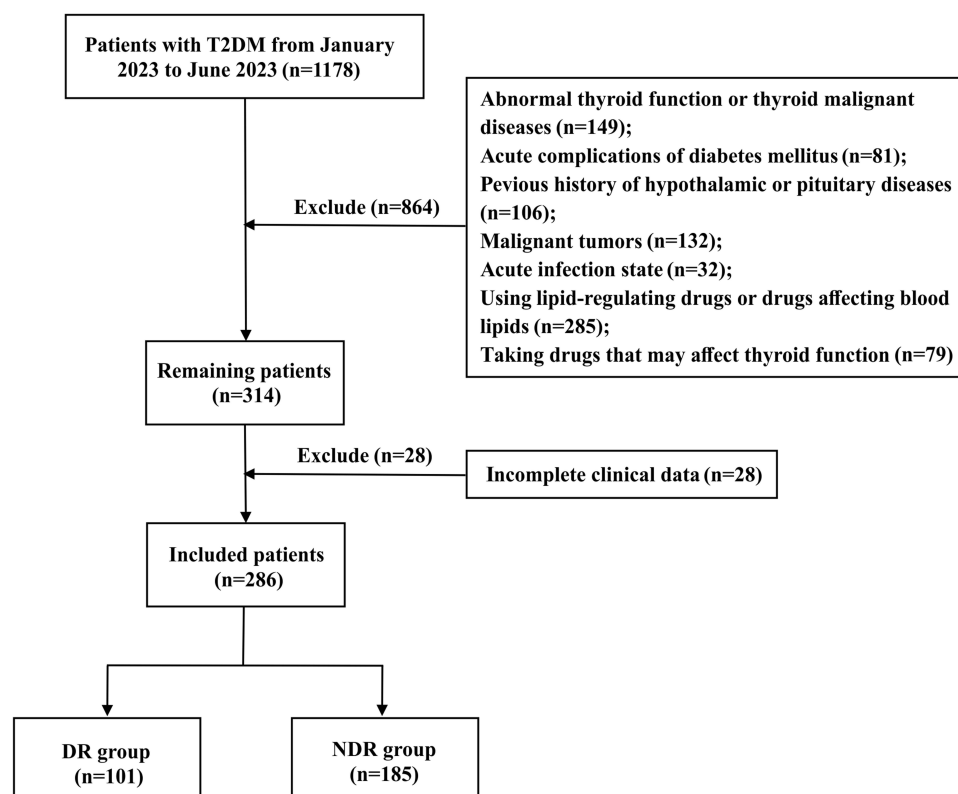 Patients with T2DM from January
2023 to June 2023 (n=1178)
Abnormal thyroid function or thyroid malignant
diseases (n=149);
Acute complications of diabetes mellitus (n=81);
Pevious history of hypothalamic or pituitary diseases
(n=106);
Malignant tumors (n=132);
Acute infection state (n=32);
Using lipid-regulating drugs or drugs affecting blood
lipids (n=285);
Taking drugs that may affect thyroid function (n=79)
Exclude (n=864)
Remaining patients
(n=314)
Exclude (n=28)
Incomplete clinical data (n=28)
Included patients
(n=286)
DR group
(n=101)
NDR group
(n=185)